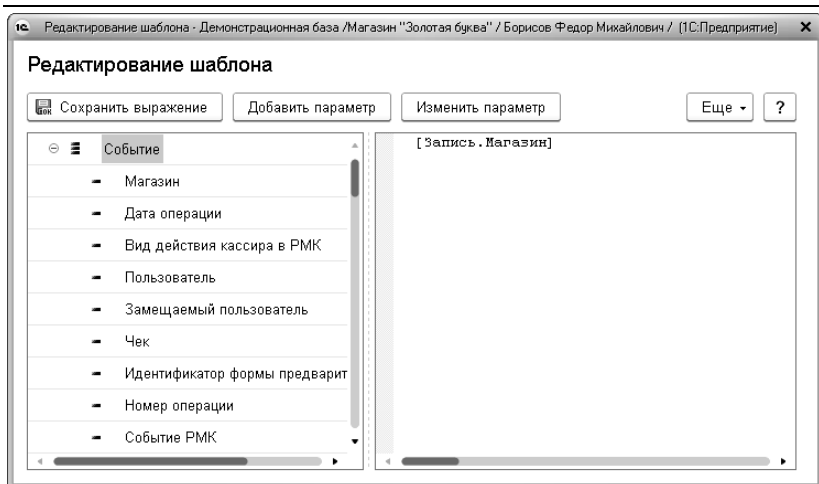 1С Редактирование шаблона - Демонстрационная база /Магазин "Золотая буква" / Борисов Федор Михайлович / (1С:Предприятие)
Редактирование шаблона
Сохранить выражение Добавить параметр Изменить параметр Еще ?
Событие
Магазин
Дата операции
Вид действия кассира в РМК
Пользователь
Замещаемый пользователь
Чек
Идентификатор формы предварит
Номер операции
Событие РМК
[Запись.Магазин]